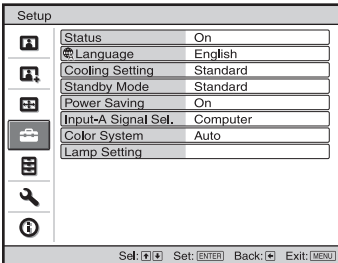 Setup
Status On
Language English
Cooling Setting Standard
Standby Mode Standard
Power Saving On
Input-A Signal Sel. Computer
Color System Auto
Lamp Setting
Sel: Set: ENTER Back: Exit: MENU